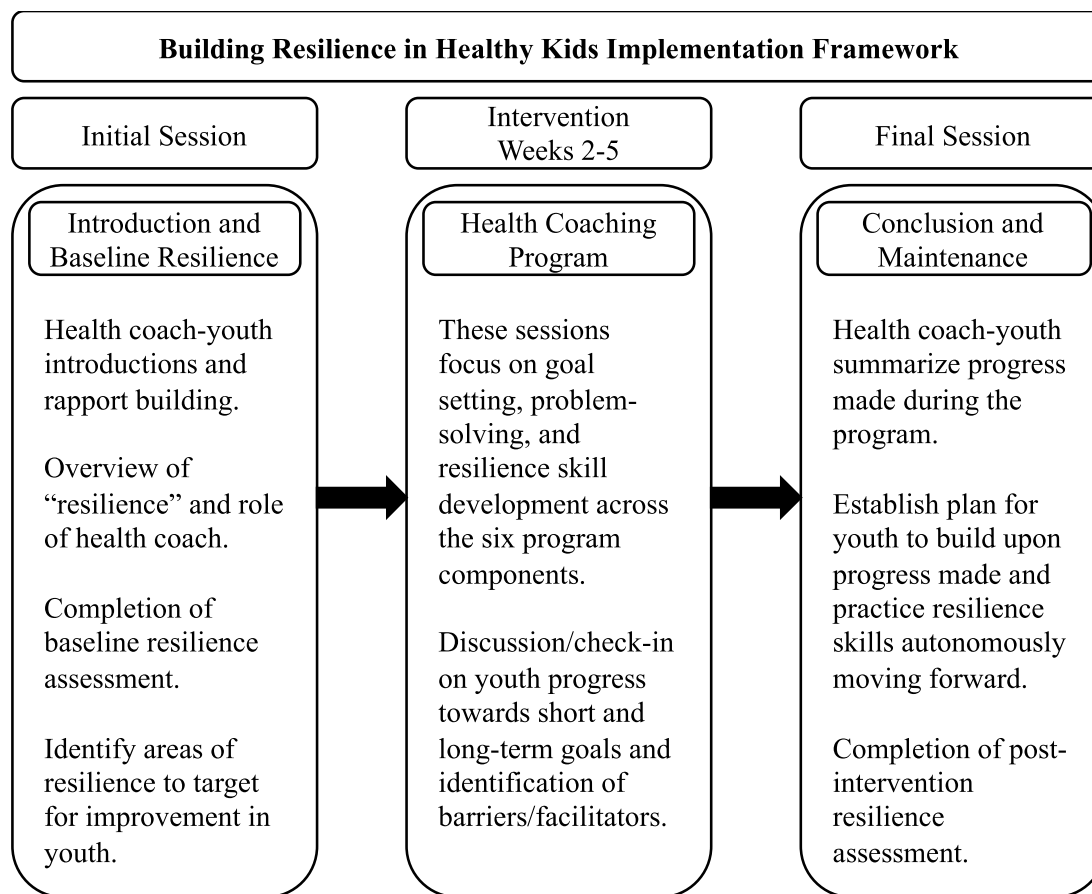 Building Resilience in Healthy Kids Implementation Framework
Initial Session
Introduction and
Baseline Resilience
Health coach-youth
introductions and
rapport building.
Overview of
“resilience” and role
of health coach.
Completion of
baseline resilience
assessment.
Identify areas of
resilience to target
for improvement in
youth.
Intervention
Weeks 2-5
Health Coaching
Program
These sessions
focus on goal
setting, problem-
solving, and
resilience skill
development across
the six program
components.
Discussion/check-in
on youth progress
towards short and
long-term goals and
identification of
barriers/facilitators.
Final Session
Conclusion and
Maintenance
Health coach-youth
summarize progress
made during the
program.
Establish plan for
youth to build upon
progress made and
practice resilience
skills autonomously
moving forward.
Completion of post-
intervention
resilience
assessment.